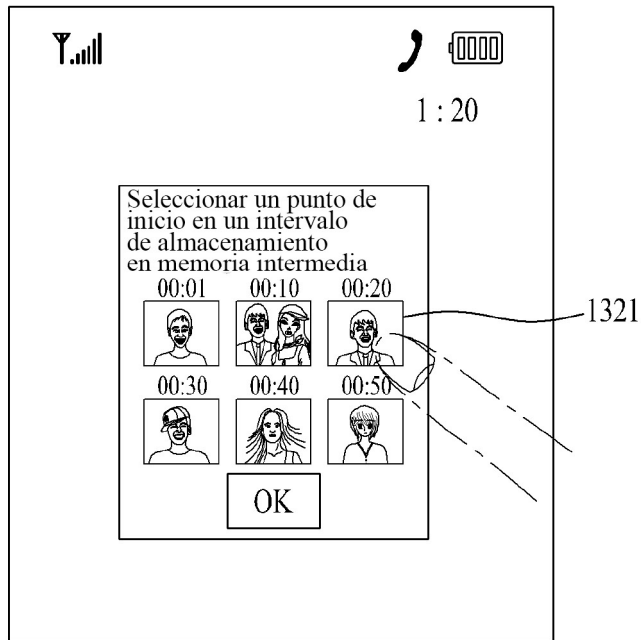 1 : 20
Seleccionar un punto de
inicio en un intervalo
de almacenamiento
en memoria intermedia
00:01 00:10 00:20
1321
00:30 00:40 00:50
OK